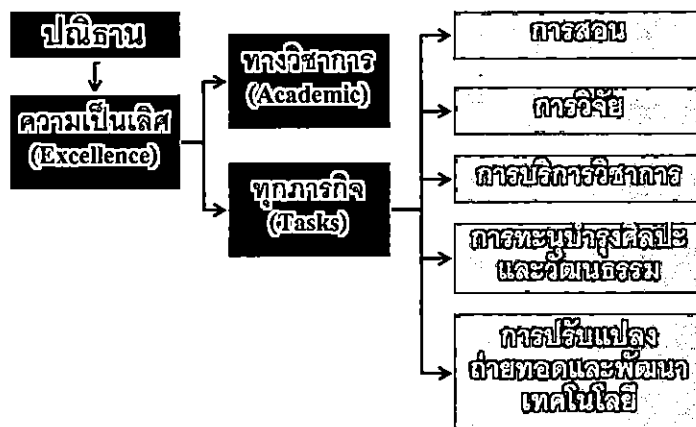 ปณิธาน
ความเป็นเลิศ
(Excellence)
ทางวิชาการ
(Academic)
ทุกภารกิจ
(Tasks)
การสอน
การวิจัย
การบริการวิชาการ
การทะนุบำรุงศิลปะ
และวัฒนธรรม
การปรับแปลง
ถ่ายทอดและพัฒนา
เทคโนโลยี